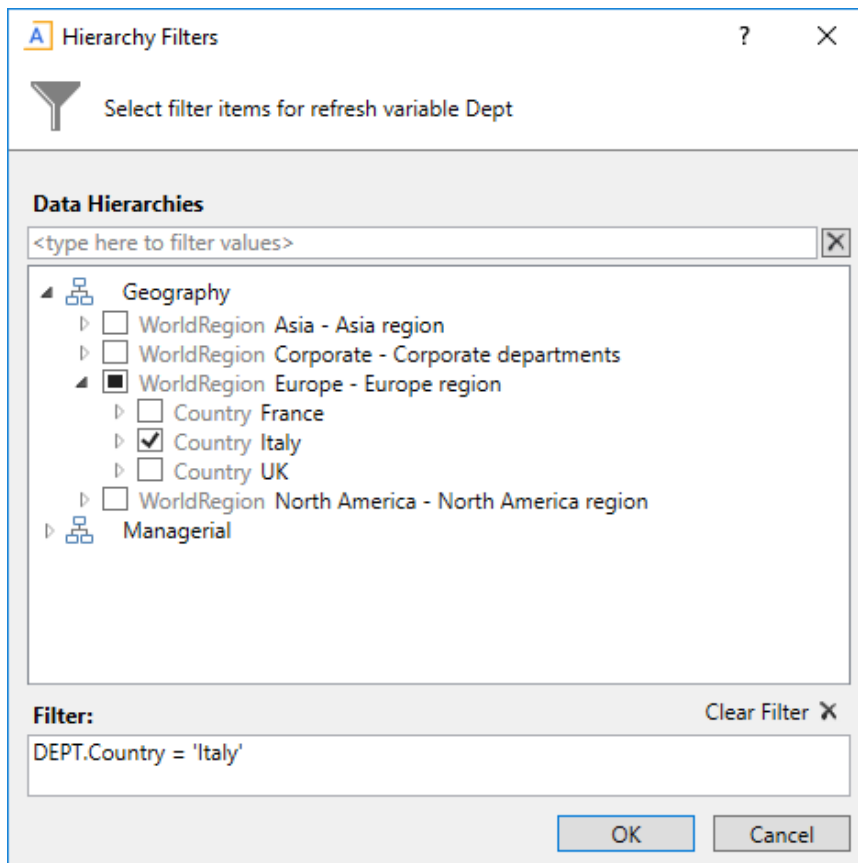 A Hierarchy Filters ?
Select filter items for refresh variable Dept
Data Hierarchies
<type here to filter values>
Geography
WorldRegion Asia - Asia region
WorldRegion Corporate - Corporate departments
WorldRegion Europe - Europe region
Country France
Country Italy
Country UK
WorldRegion North America - North America region
Managerial
Filter: Clear Filter
DEPT.Country = 'Italy'
OK Cancel